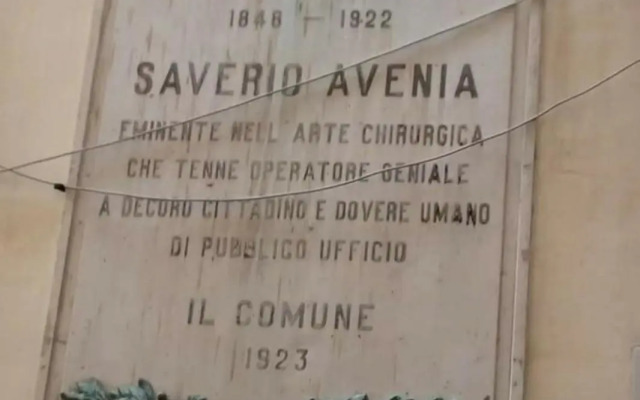 1848 — 1922
SAVERIO AVENIA
EMINENTE NELL ARTE CHIRURGICA
CHE TENNE OPERATORE GENIALE
A DECORO CITTADINO E DOVERE UMANO
DI PUBBLICO UFFICIO
IL COMUNE
1923